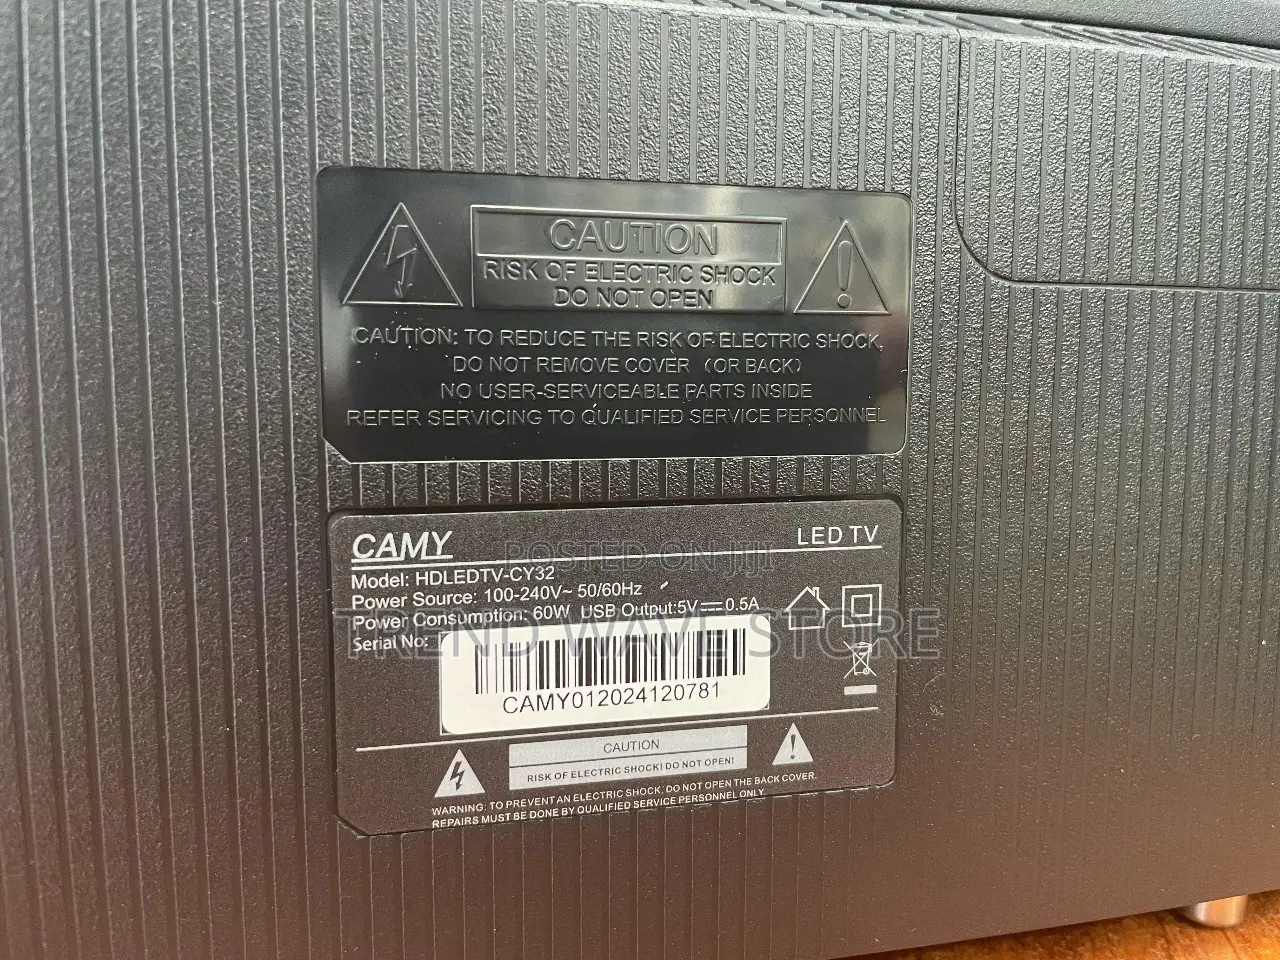 CAUTION
RISK OF ELECTRIC SHOCK
DO NOT OPEN
CAUTION: TO REDUCE THE RISK OF ELECTRIC SHOCK,
DO NOT REMOVE COVER (OR BACK)
NO USER-SERVICEABLE PARTS INSIDE
REFER SERVICING TO QUALIFIED SERVICE PERSONNEL
CAMY
LED TV
POSTED ON JIJI
Model: HDLEDTV-CY32
Power Source: 100-240V~ 50/60Hz
Power Consumption: 60W USB Output:5V⎓0.5A
TREND WAVE STORE
Serial No:
CAMY012024120781
CAUTION
RISK OF ELECTRIC SHOCK! DO NOT OPEN!
WARNING: TO PREVENT AN ELECTRIC SHOCK, DO NOT OPEN THE BACK COVER.
REPAIRS MUST BE DONE BY QUALIFIED SERVICE PERSONNEL ONLY.